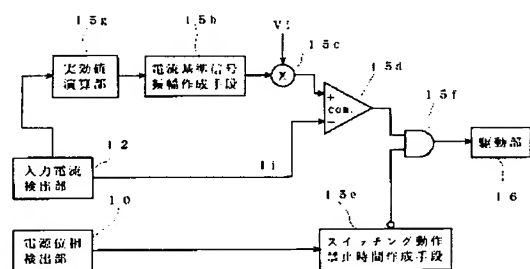 15g
実効値
演算部
15b
電流基準信号
振幅作成手段
V1
X
15c
15d
+
com.
-
15f
駆動部
16
入力電流
検出部
12
Ii
10
電源位相
検出部
15e
スイッチング動作
禁止時間作成手段